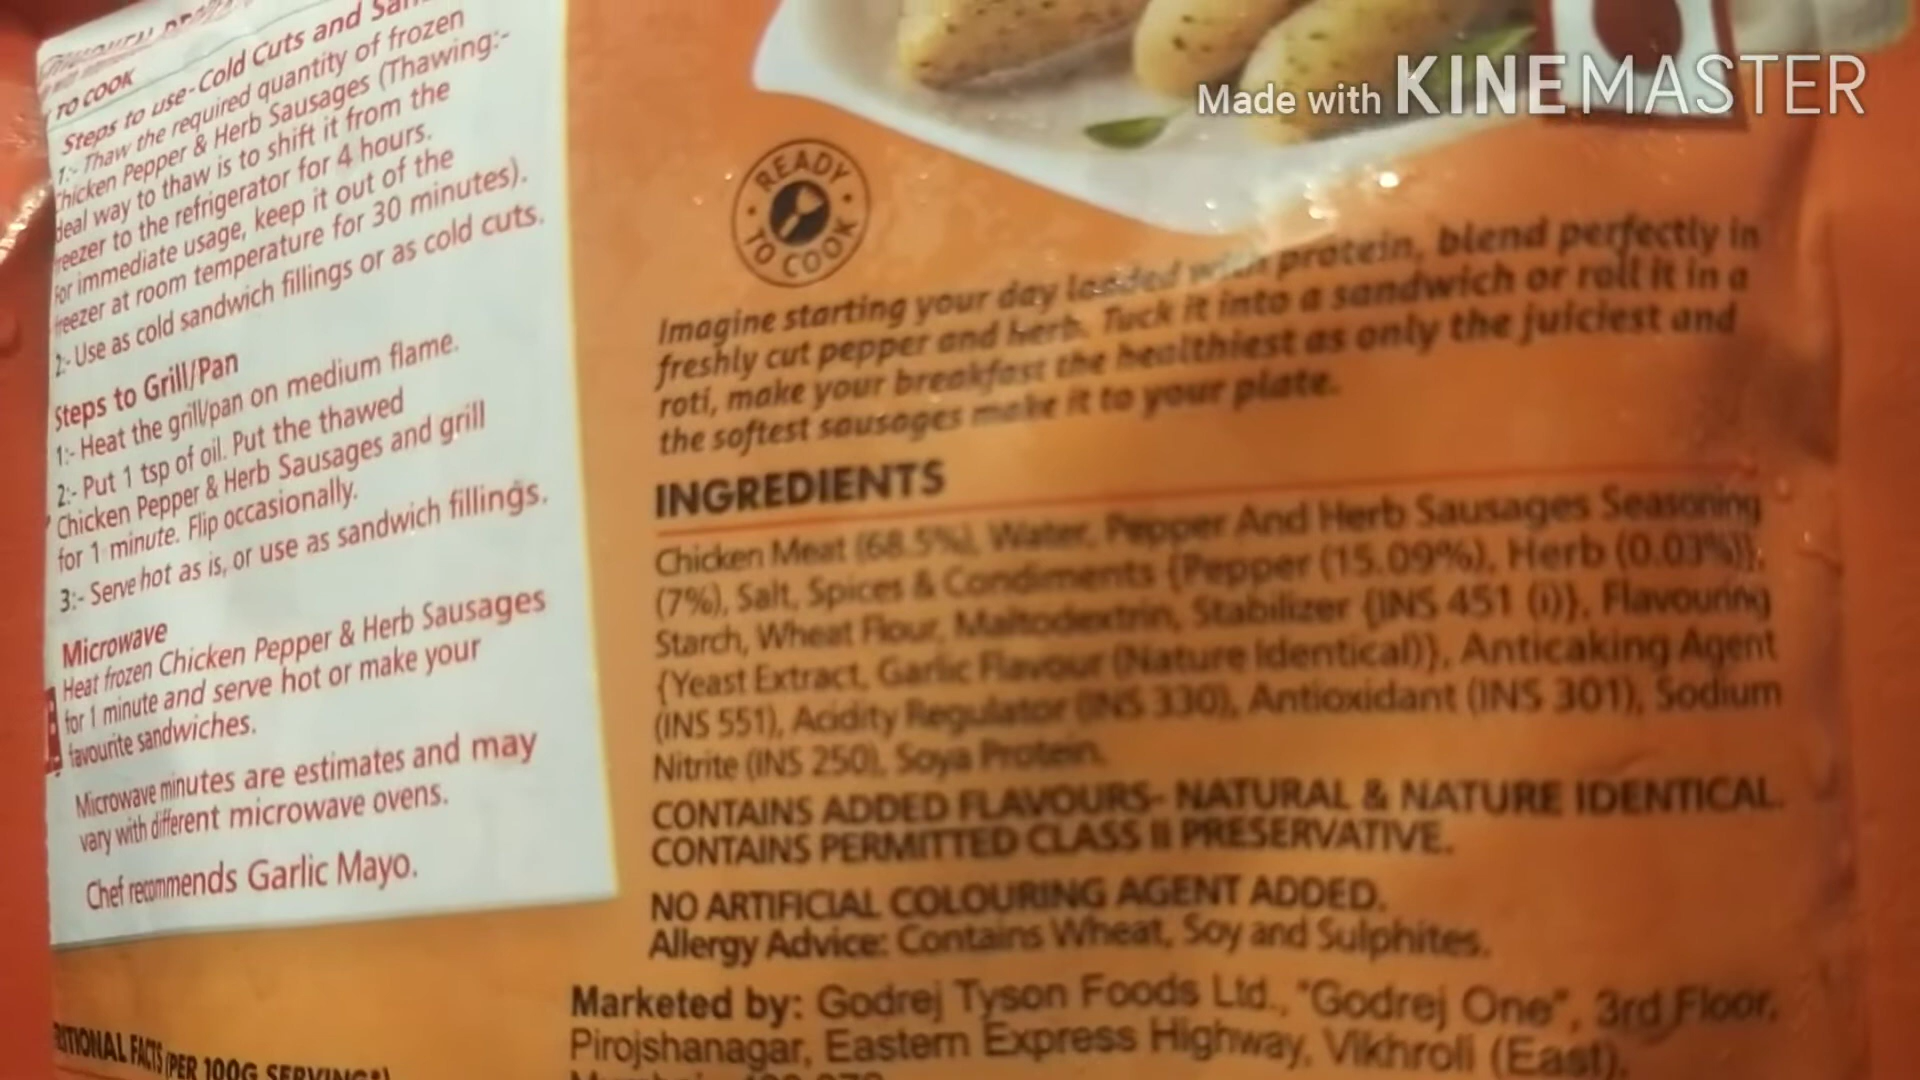 TO COOK
Steps to use-Cold Cuts and
1:- Thaw the required quantity of frozen
Chicken Pepper & Herb Sausages (Thawing:-
deal way to thaw is to shift it from the
reezer to the refrigerator for 4 hours.
For immediate usage, keep it out of the
freezer at room temperature for 30 minutes).
2:- Use as cold sandwich fillings or as cold cuts.
Steps to Grill/Pan
1:- Heat the grill/pan on medium flame.
2:- Put 1 tsp of oil. Put the thawed
Chicken Pepper & Herb Sausages and grill
for 1 minute. Flip occasionally.
3:- Serve hot as is, or use as sandwich fillings.
Microwave
Heat frozen Chicken Pepper & Herb Sausages
for 1 minute and serve hot or make your
favourite sandwiches.
Microwave minutes are estimates and may
vary with different microwave ovens.
Chef recommends Garlic Mayo.
ITIONAL FACTS (PER 100G SERVING*)
Made with KINEMASTER
READY
TO COOK
Imagine starting your day loaded with protein, blend perfectly in
freshly cut pepper and herb. Tuck it into a sandwich or roll it in a
roti, make your breakfast the healthiest as only the juiciest and
the softest sausages make it to your plate.
INGREDIENTS
Chicken Meat (68.5%), Water, Pepper And Herb Sausages Seasoning
(7%), Salt, Spices & Condiments {Pepper (15.09%), Herb (0.03%)},
Starch, Wheat Flour, Maltodextrin, Stabilizer {INS 451 (i)}, Flavouring
{Yeast Extract, Garlic Flavour (Nature Identical)}, Anticaking Agent
(INS 551), Acidity Regulator (INS 330), Antioxidant (INS 301), Sodium
Nitrite (INS 250), Soya Protein.
CONTAINS ADDED FLAVOURS- NATURAL & NATURE IDENTICAL.
CONTAINS PERMITTED CLASS II PRESERVATIVE.
NO ARTIFICIAL COLOURING AGENT ADDED.
Allergy Advice: Contains Wheat, Soy and Sulphites.
Marketed by: Godrej Tyson Foods Ltd., "Godrej One", 3rd Floor,
Pirojshanagar, Eastern Express Highway, Vikhroli (East),